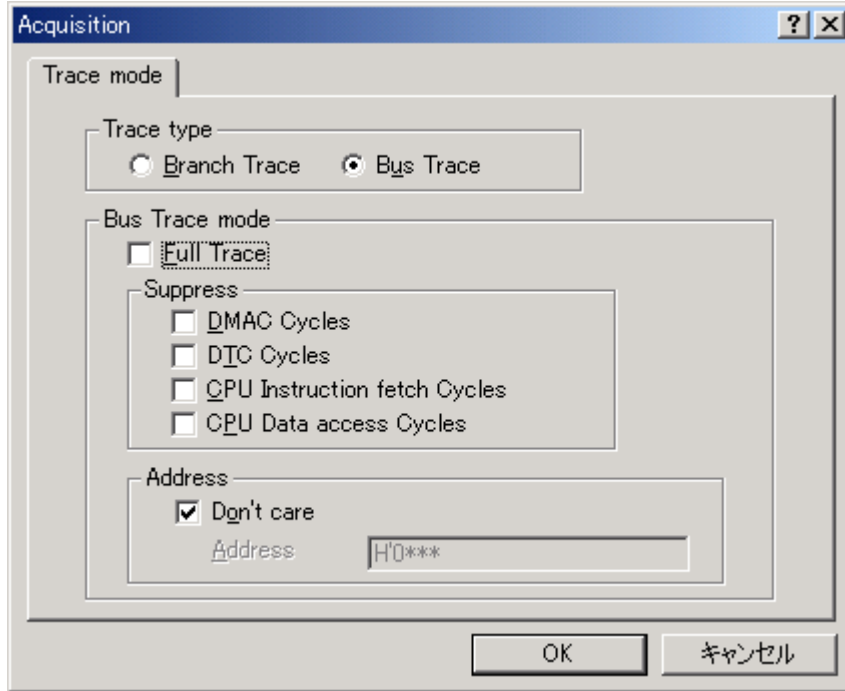 Acquisition
Trace mode
Trace type
Branch Trace Bus Trace
Bus Trace mode
Full Trace
Suppress
DMAC Cycles
DTC Cycles
CPU Instruction fetch Cycles
CPU Data access Cycles
Address
Don't care
Address H'0***
OK キャンセル